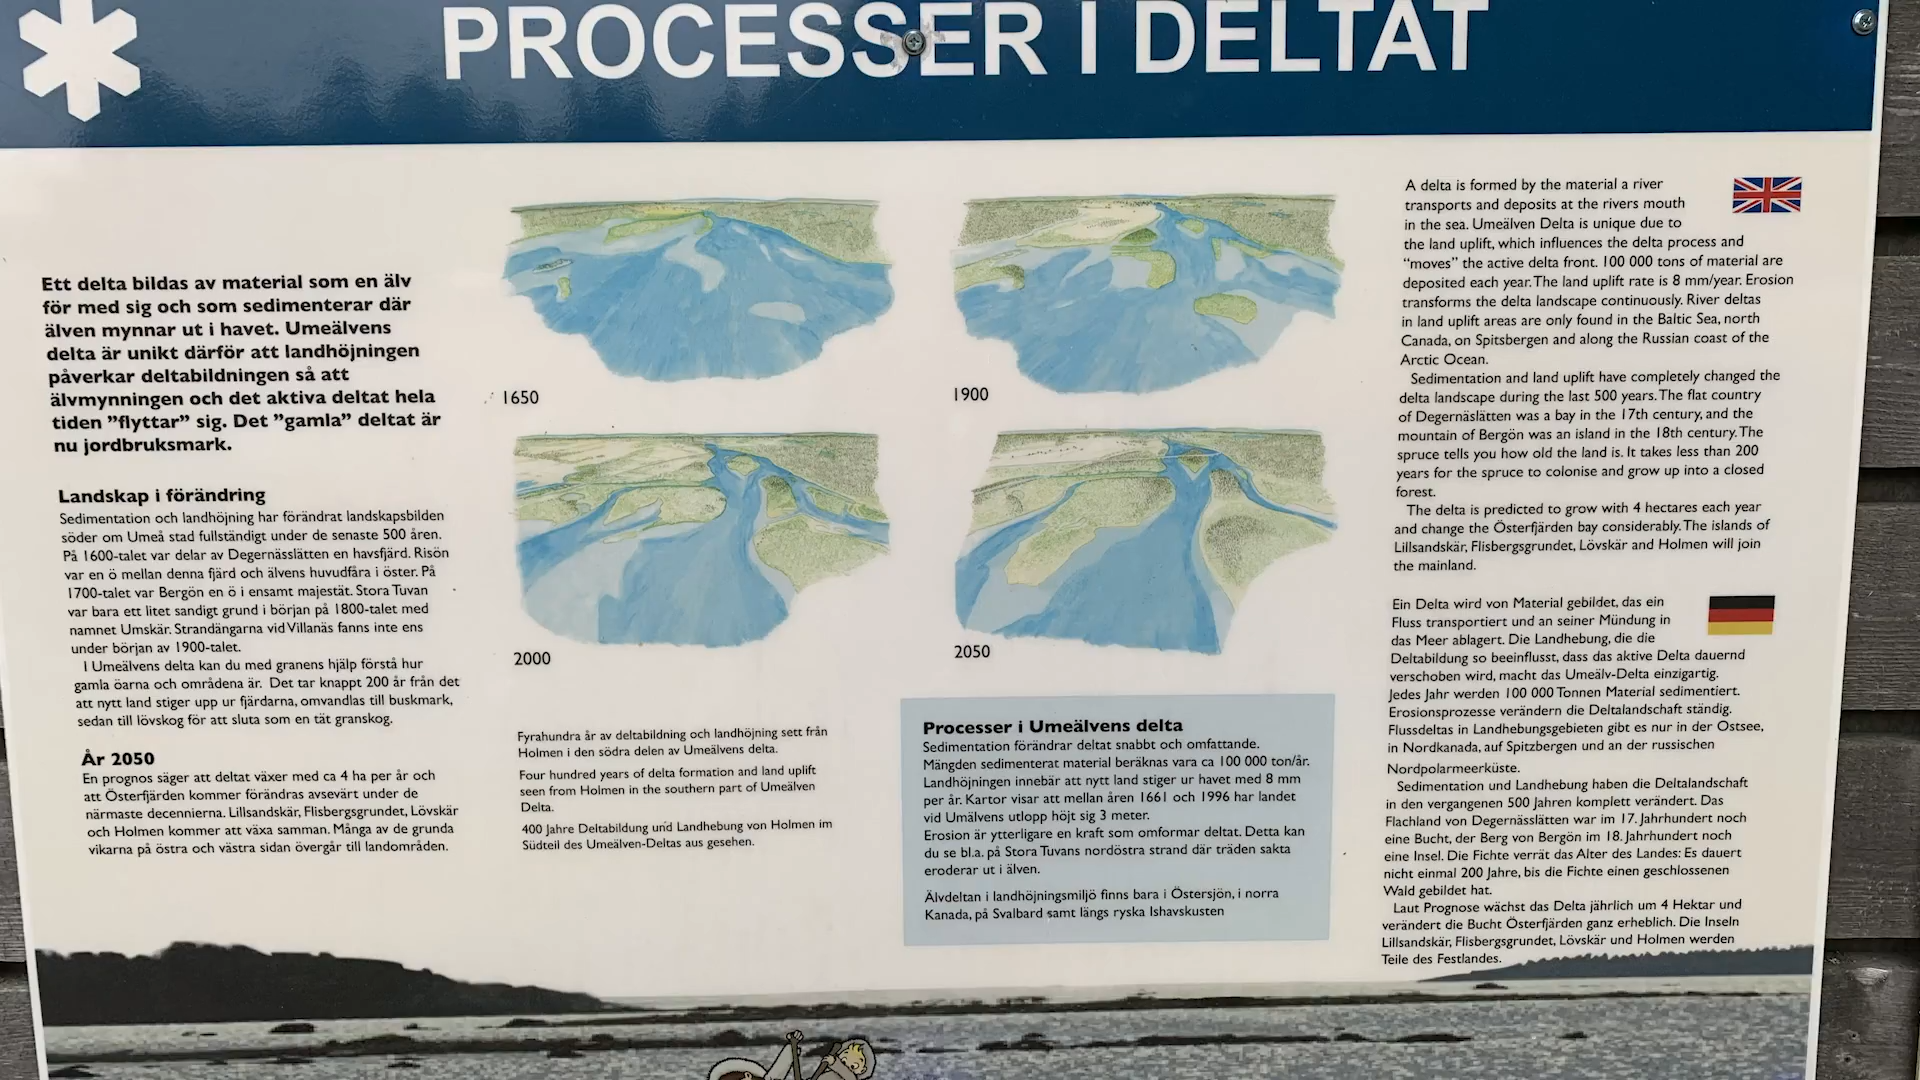 PROCESSER I DELTAT
Ett delta bildas av material som en älv
för med sig och som sedimenterar där
älven mynnar ut i havet. Umeälvens
delta är unikt därför att landhöjningen
påverkar deltabildningen så att
älvmynningen och det aktiva deltat hela
tiden ”flyttar” sig. Det ”gamla” deltat är
nu jordbruksmark.
Landskap i förändring
Sedimentation och landhöjning har förändrat landskapsbilden
söder om Umeå stad fullständigt under de senaste 500 åren.
På 1600-talet var delar av Degernässlätten en havsfjärd. Risön
var en ö mellan denna fjärd och älvens huvudfåra i öster. På
1700-talet var Bergön en ö i ensamt majestät. Stora Tuvan
var bara ett litet sandigt grund i början på 1800-talet med
namnet Umskär. Strandängarna vid Villanäs fanns inte ens
under början av 1900-talet.
I Umeälvens delta kan du med granens hjälp förstå hur
gamla öarna och områdena är. Det tar knappt 200 år från det
att nytt land stiger upp ur fjärdarna, omvandlas till buskmark,
sedan till lövskog för att sluta som en tät granskog.
År 2050
En prognos säger att deltat växer med ca 4 ha per år och
att Österfjärden kommer förändras avsevärt under de
närmaste decennierna. Lillsandskär, Flisbergsgrundet, Lövskär
och Holmen kommer att växa samman. Många av de grunda
vikarna på östra och västra sidan övergår till landområden.
1650
1900
2000
2050
Fyrahundra år av deltabildning och landhöjning sett från
Holmen i den södra delen av Umeälvens delta.
Four hundred years of delta formation and land uplift
seen from Holmen in the southern part of Umeälven
Delta.
400 Jahre Deltabildung und Landhebung von Holmen im
Südteil des Umeälven-Deltas aus gesehen.
Processer i Umeälvens delta
Sedimentation förändrar deltat snabbt och omfattande.
Mängden sedimenterat material beräknas vara ca 100 000 ton/år.
Landhöjningen innebär att nytt land stiger ur havet med 8 mm
per år. Kartor visar att mellan åren 1661 och 1996 har landet
vid Umälvens utlopp höjt sig 3 meter.
Erosion är ytterligare en kraft som omformar deltat. Detta kan
du se bl.a. på Stora Tuvans nordöstra strand där träden sakta
eroderar ut i älven.
Älvdeltan i landhöjningsmiljö finns bara i Östersjön, i norra
Kanada, på Svalbard samt längs ryska Ishavskusten
A delta is formed by the material a river
transports and deposits at the rivers mouth
in the sea. Umeälven Delta is unique due to
the land uplift, which influences the delta process and
“moves” the active delta front. 100 000 tons of material are
deposited each year. The land uplift rate is 8 mm/year. Erosion
transforms the delta landscape continuously. River deltas
in land uplift areas are only found in the Baltic Sea, north
Canada, on Spitsbergen and along the Russian coast of the
Arctic Ocean.
Sedimentation and land uplift have completely changed the
delta landscape during the last 500 years. The flat country
of Degernäslätten was a bay in the 17th century, and the
mountain of Bergön was an island in the 18th century. The
spruce tells you how old the land is. It takes less than 200
years for the spruce to colonise and grow up into a closed
forest.
The delta is predicted to grow with 4 hectares each year
and change the Österfjärden bay considerably. The islands of
Lillsandskär, Flisbergsgrundet, Lövskär and Holmen will join
the mainland.
Ein Delta wird von Material gebildet, das ein
Fluss transportiert und an seiner Mündung in
das Meer ablagert. Die Landhebung, die die
Deltabildung so beeinflusst, dass das aktive Delta dauernd
verschoben wird, macht das Umeälv-Delta einzigartig.
Jedes Jahr werden 100 000 Tonnen Material sedimentiert.
Erosionsprozesse verändern die Deltalandschaft ständig.
Flussdeltas in Landhebungsgebieten gibt es nur in der Ostsee,
in Nordkanada, auf Spitzbergen und an der russischen
Nordpolarmeerküste.
Sedimentation und Landhebung haben die Deltalandschaft
in den vergangenen 500 Jahren komplett verändert. Das
Flachland von Degernässlätten war im 17. Jahrhundert noch
eine Bucht, der Berg von Bergön im 18. Jahrhundert noch
eine Insel. Die Fichte verrät das Alter des Landes: Es dauert
nicht einmal 200 Jahre, bis die Fichte einen geschlossenen
Wald gebildet hat.
Laut Prognose wächst das Delta jährlich um 4 Hektar und
verändert die Bucht Österfjärden ganz erheblich. Die Inseln
Lillsandskär, Flisbergsgrundet, Lövskär und Holmen werden
Teile des Festlandes.